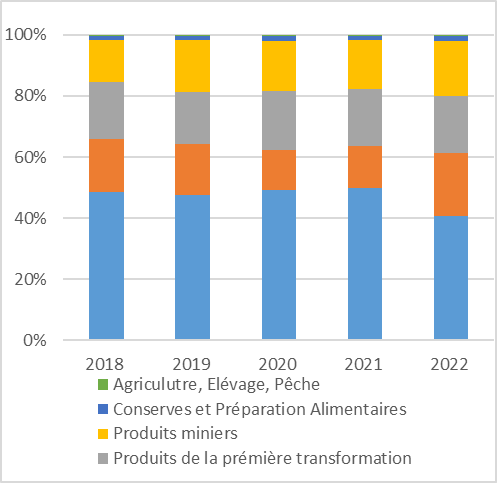 100%
80%
60%
40%
20%
0%
2018 2019 2020 2021 2022
Agriculutre, Elévage, Pêche
Conserves et Préparation Alimentaires
Produits miniers
Produits de la prémière transformation